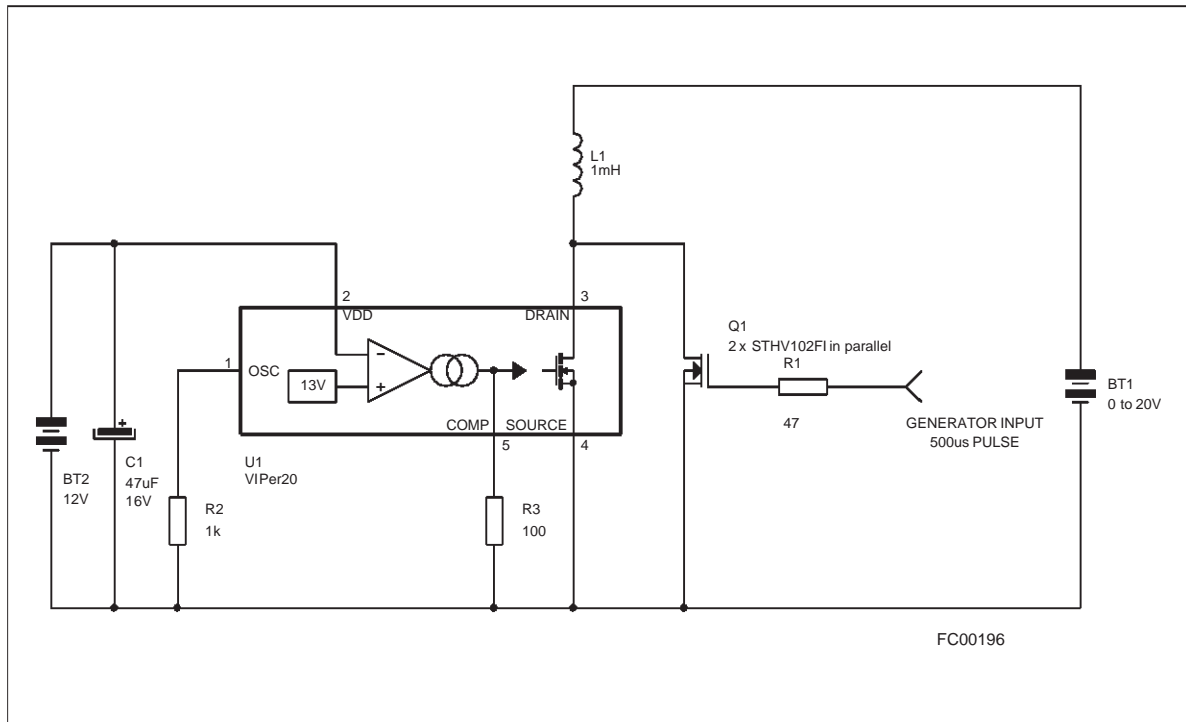 L1
1mH
2
VDD
3
DRAIN
1
OSC
13V
-
+
COMP SOURCE
5
4
U1
VIPer20
Q1
2 x STHV102FI in parallel
R1
47
GENERATOR INPUT
500us PULSE
BT1
0 to 20V
BT2
12V
+
C1
47uF
16V
R2
1k
R3
100
FC00196